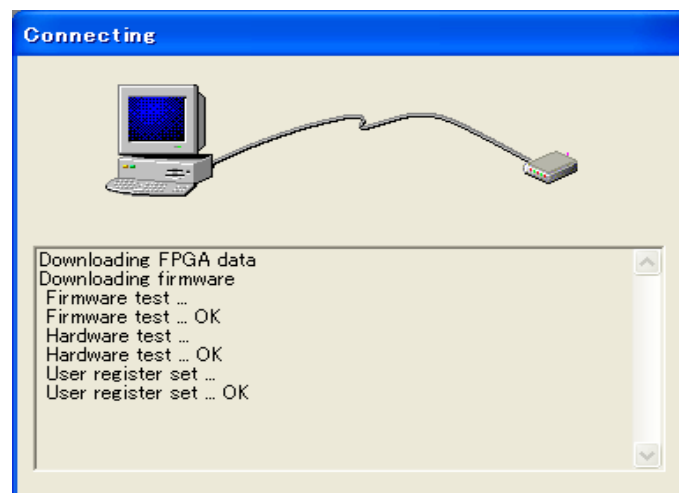 Connecting
Downloading FPGA data
Downloading firmware
Firmware test ...
Firmware test ... OK
Hardware test ...
Hardware test ... OK
User register set ...
User register set ... OK